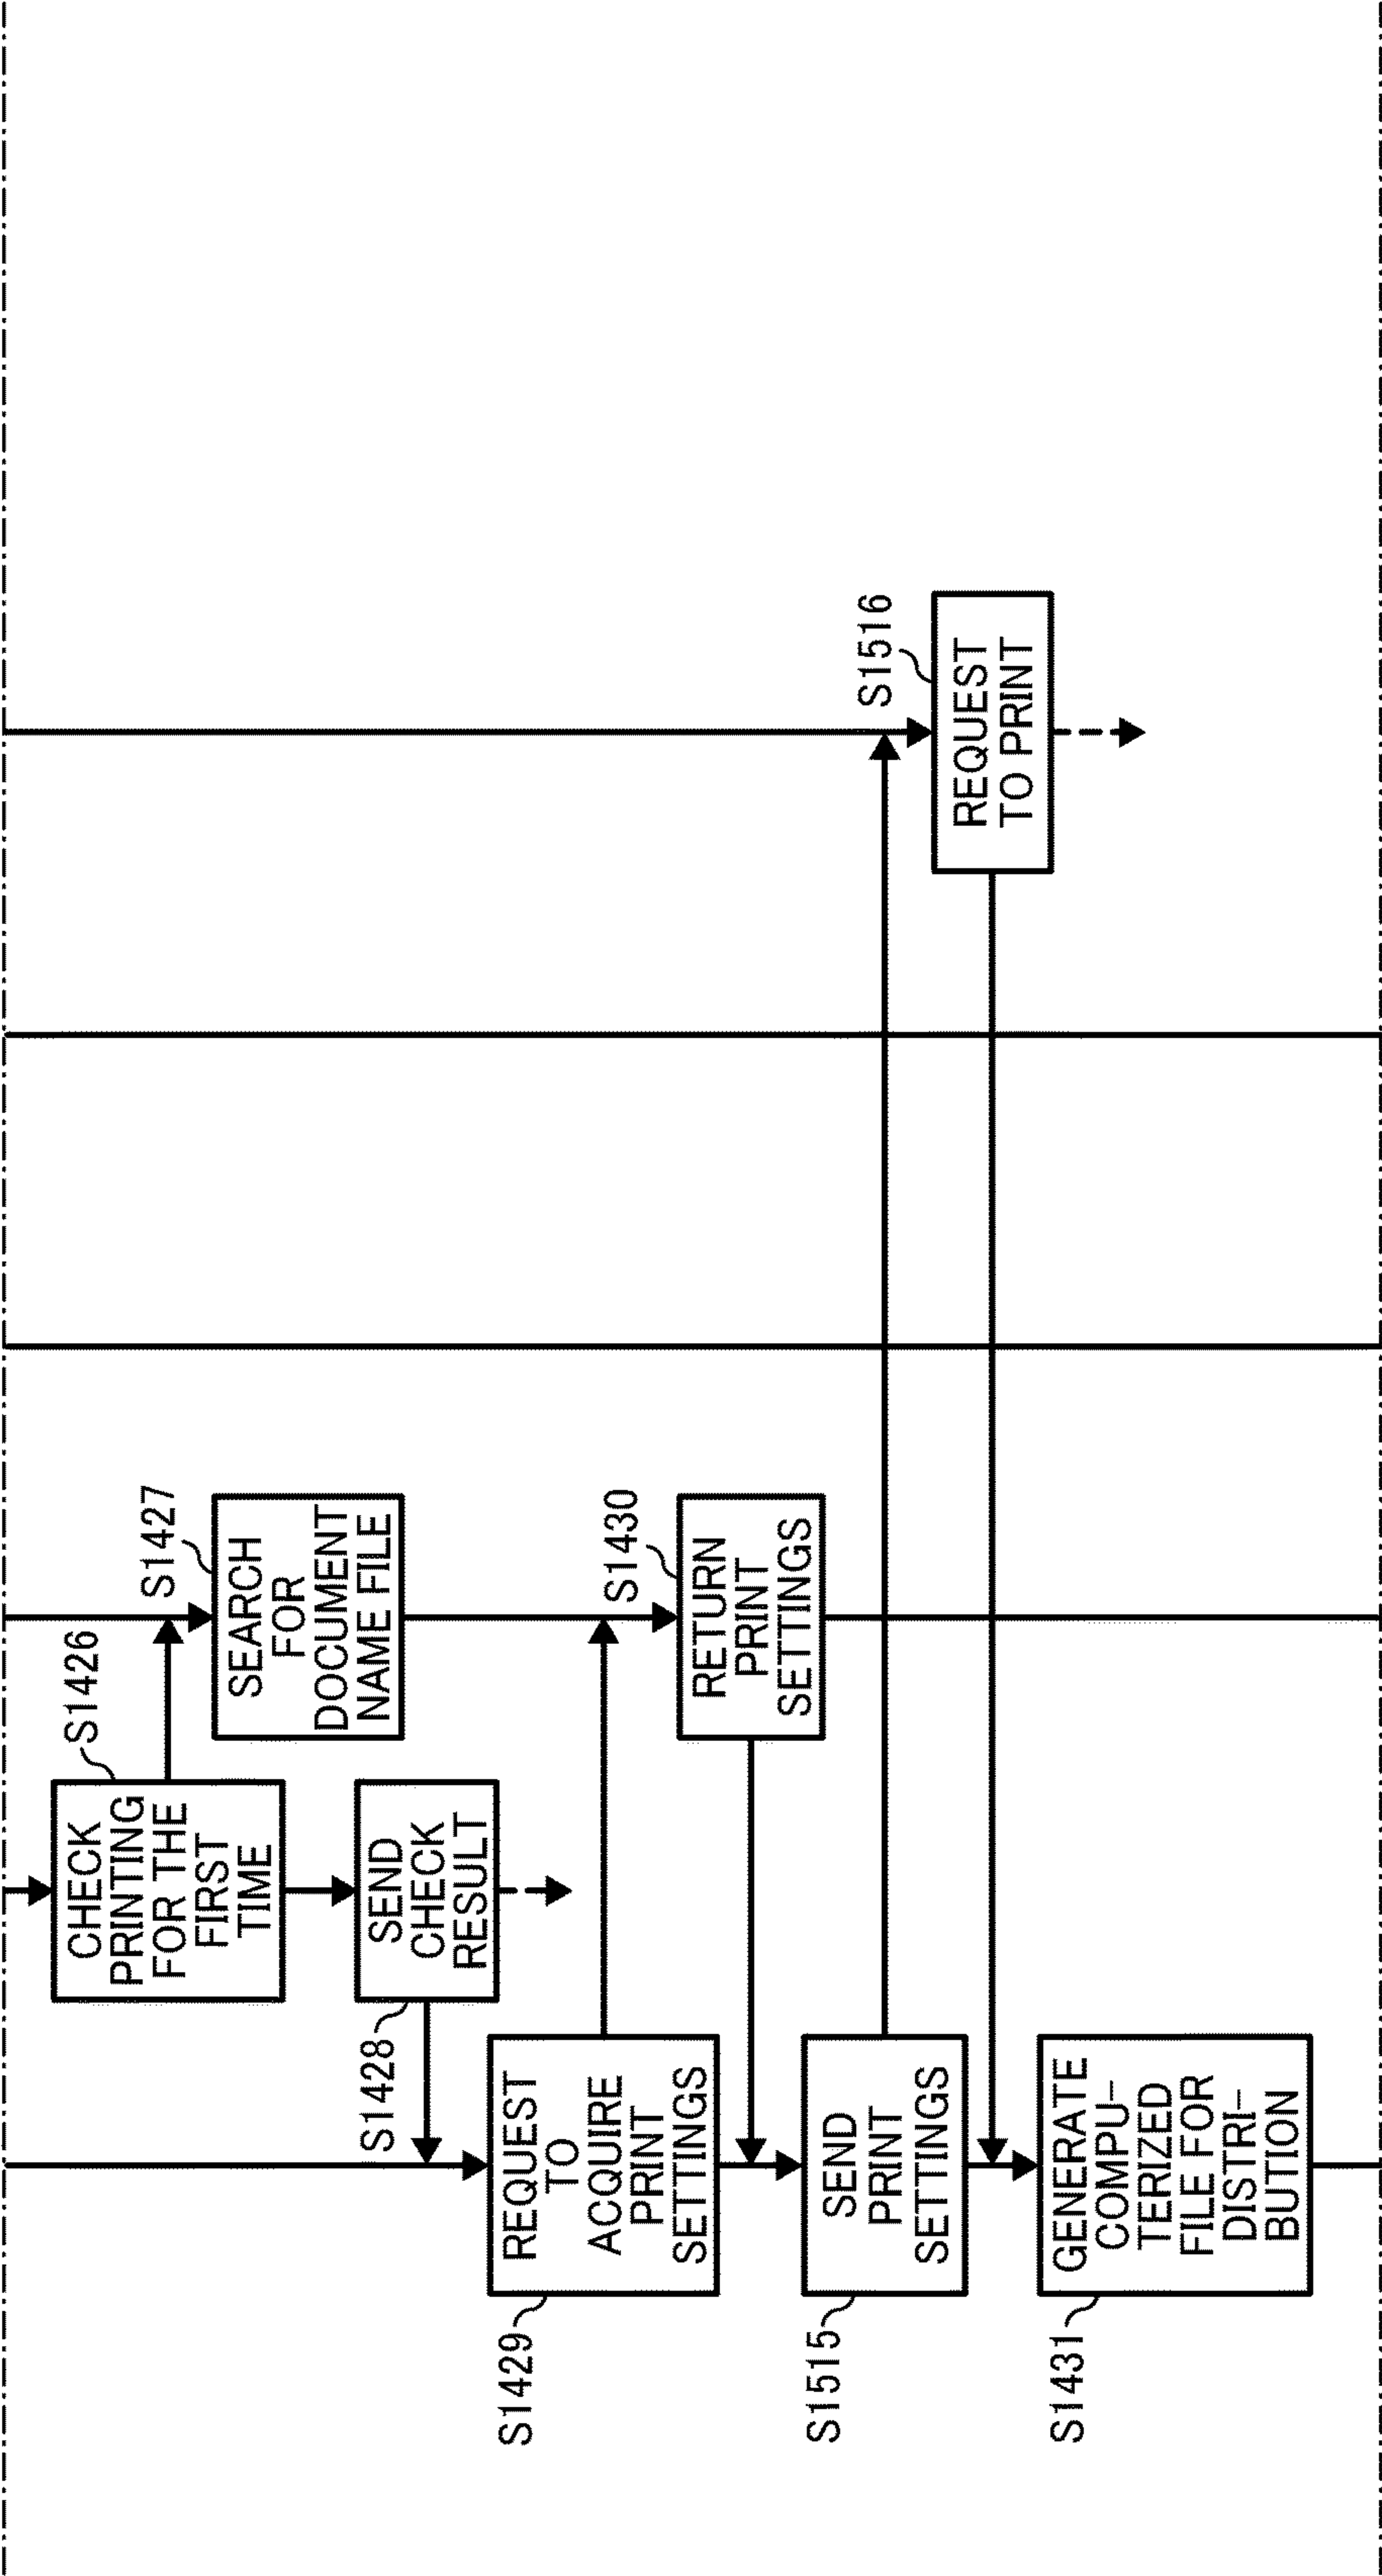 S1426
CHECK
PRINTING
FOR THE
FIRST
TIME
S1427
SEARCH
FOR
DOCUMENT
NAME FILE
S1428
SEND
CHECK
RESULT
S1429
REQUEST
TO
ACQUIRE
PRINT
SETTINGS
S1430
RETURN
PRINT
SETTINGS
S1515
SEND
PRINT
SETTINGS
S1516
REQUEST
TO PRINT
S1431
GENERATE
COMPU-
TERIZED
FILE FOR
DISTRI-
BUTION